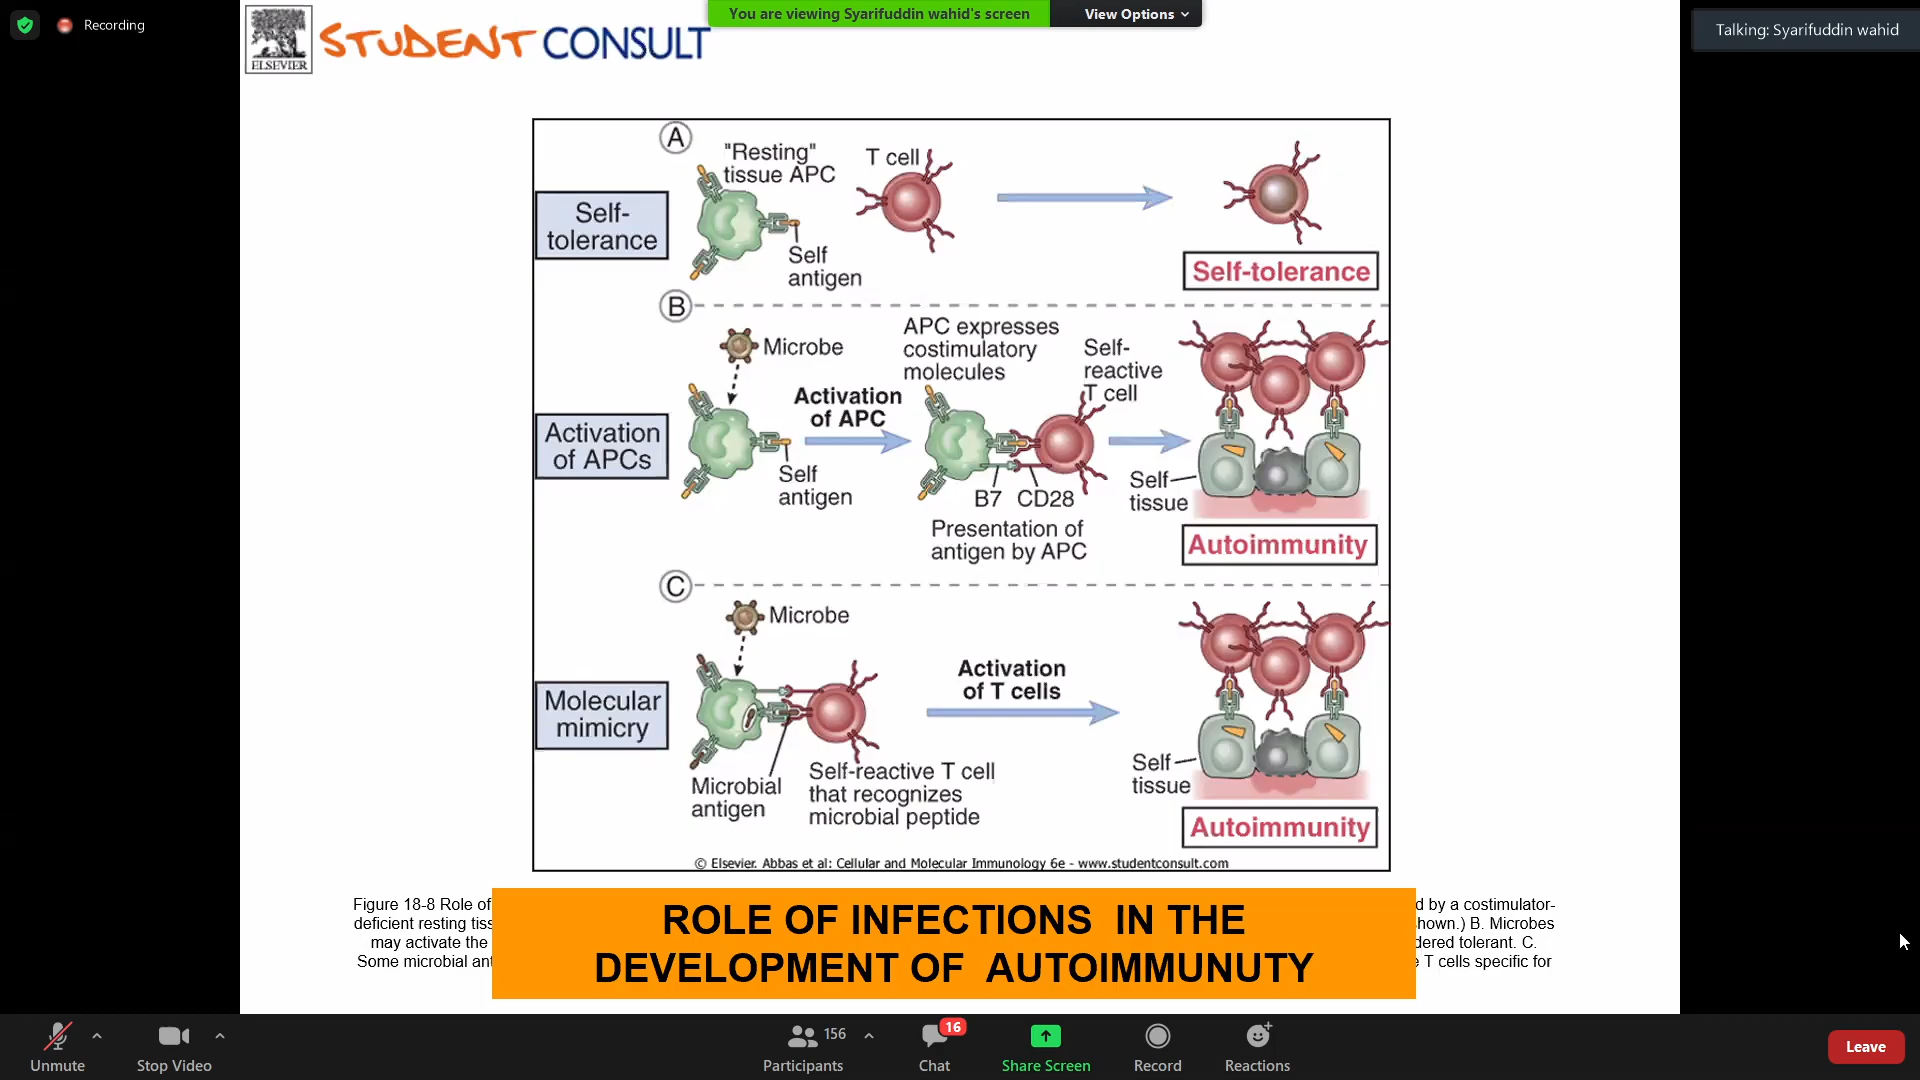 Recording
You are viewing Syarifuddin wahid's screen
View Options
Talking: Syarifuddin wahid
ELSEVIER
STUDENT CONSULT
A
"Resting"
tissue APC
T cell
Self-
tolerance
Self
antigen
Self-tolerance
B
Microbe
APC expresses
costimulatory
molecules
Self-
reactive
T cell
Activation
of APC
Activation
of APCs
Self
antigen
B7
CD28
Presentation of
antigen by APC
Self
tissue
Autoimmunity
C
Microbe
Activation
of T cells
Molecular
mimicry
Microbial
antigen
Self-reactive T cell
that recognizes
microbial peptide
Self
tissue
Autoimmunity
© Elsevier. Abbas et al: Cellular and Molecular Immunology 6e - www.studentconsult.com
Figure 18-8 Role of
d by a costimulator-
deficient resting tiss
hown.) B. Microbes
may activate the
dered tolerant. C.
Some microbial ant
e T cells specific for
ROLE OF INFECTIONS IN THE
DEVELOPMENT OF AUTOIMMUNUTY
Unmute
Stop Video
156
Participants
16
Chat
Share Screen
Record
Reactions
Leave